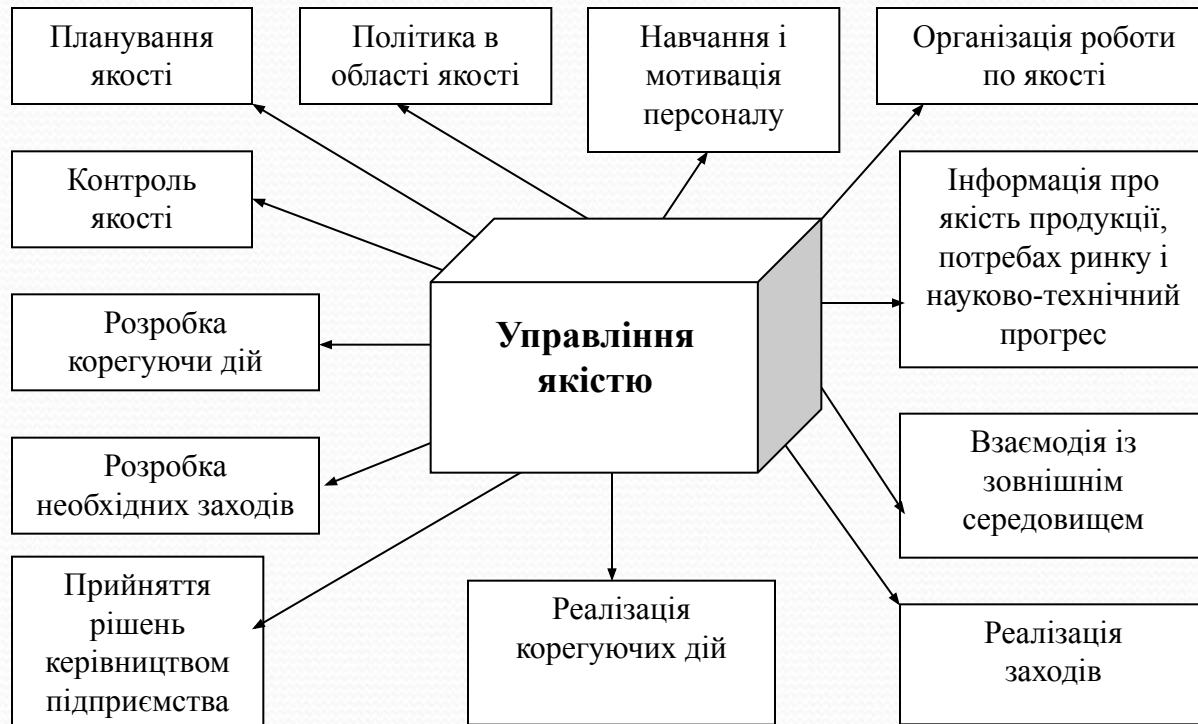 Планування
якості
Політика в
області якості
Навчання і
мотивація
персоналу
Організація роботи
по якості
Контроль
якості
Інформація про
якість продукції,
потребах ринку і
науково-технічний
прогрес
Розробка
корегуючи дій
Управління
якістю
Розробка
необхідних заходів
Взаємодія із
зовнішнім
середовищем
Прийняття
рішень
керівництвом
підприємства
Реалізація
корегуючих дій
Реалізація
заходів